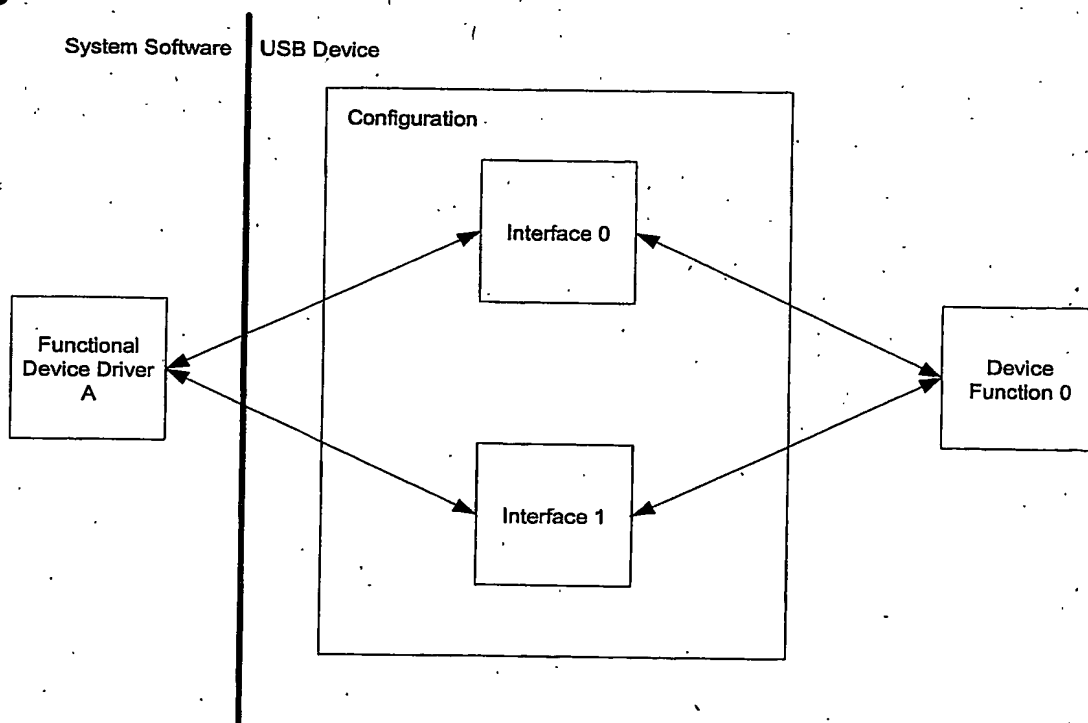 System Software
USB Device
Configuration
Interface 0
Functional
Device Driver
A
Device
Function 0
Interface 1